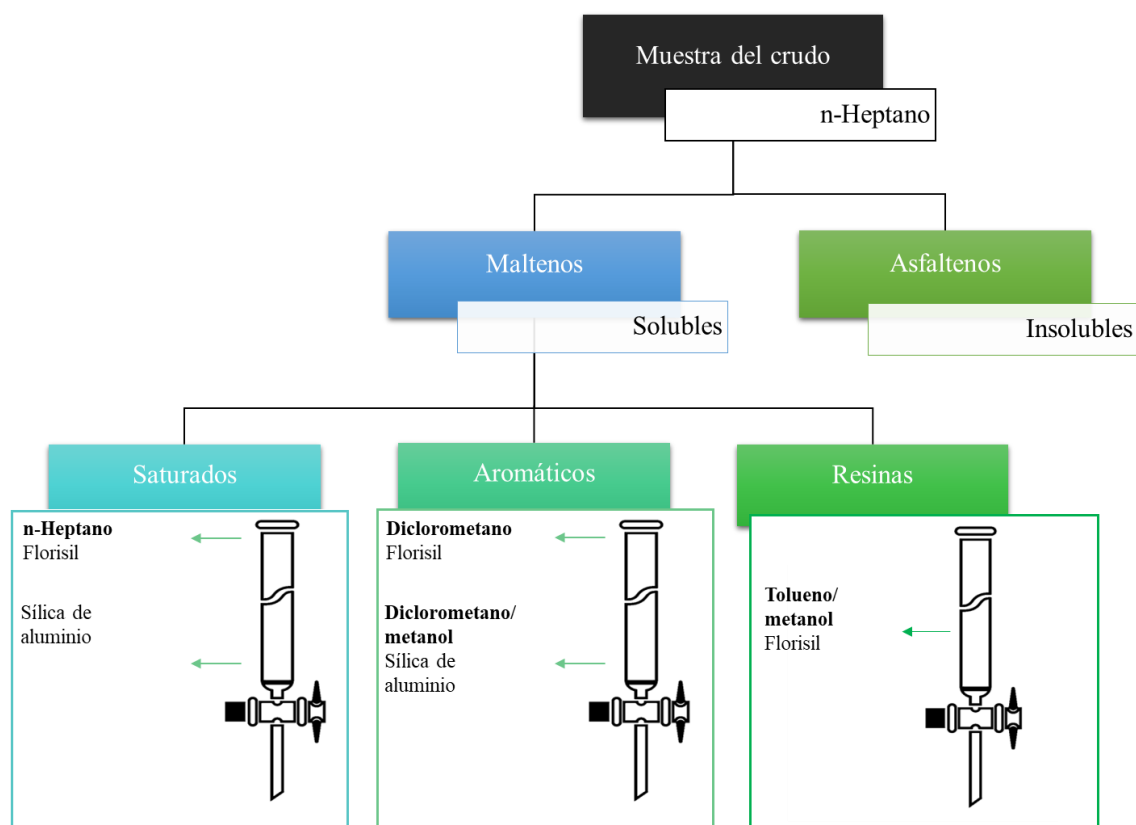 Muestra del crudo
n-Heptano
Maltenos
Solubles
Asfaltenos
Insolubles
Saturados
n-Heptano
Florisil
Sílica de
aluminio
Aromáticos
Diclorometano
Florisil
Diclorometano/
metanol
Sílica de
aluminio
Resinas
Tolueno/
metanol
Florisil